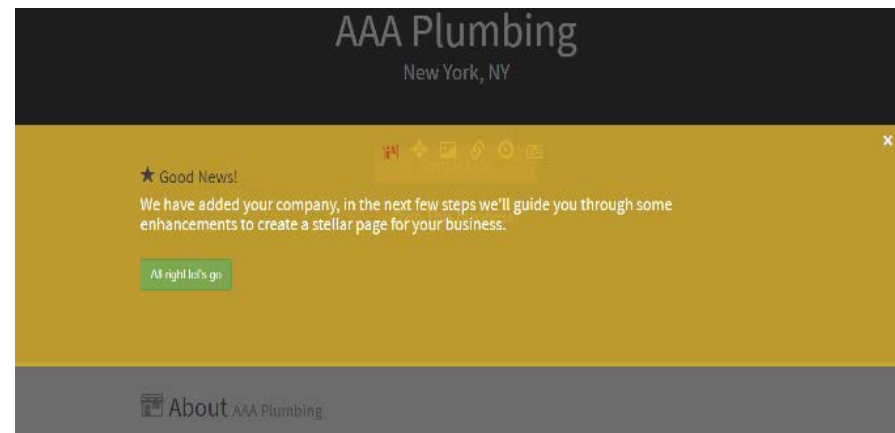 AAA Plumbing
New York, NY
Good News!
We have added your company, in the next few steps we'll guide you through some
enhancements to create a stellar page for your business.
All right let's go
About AAA Plumbing